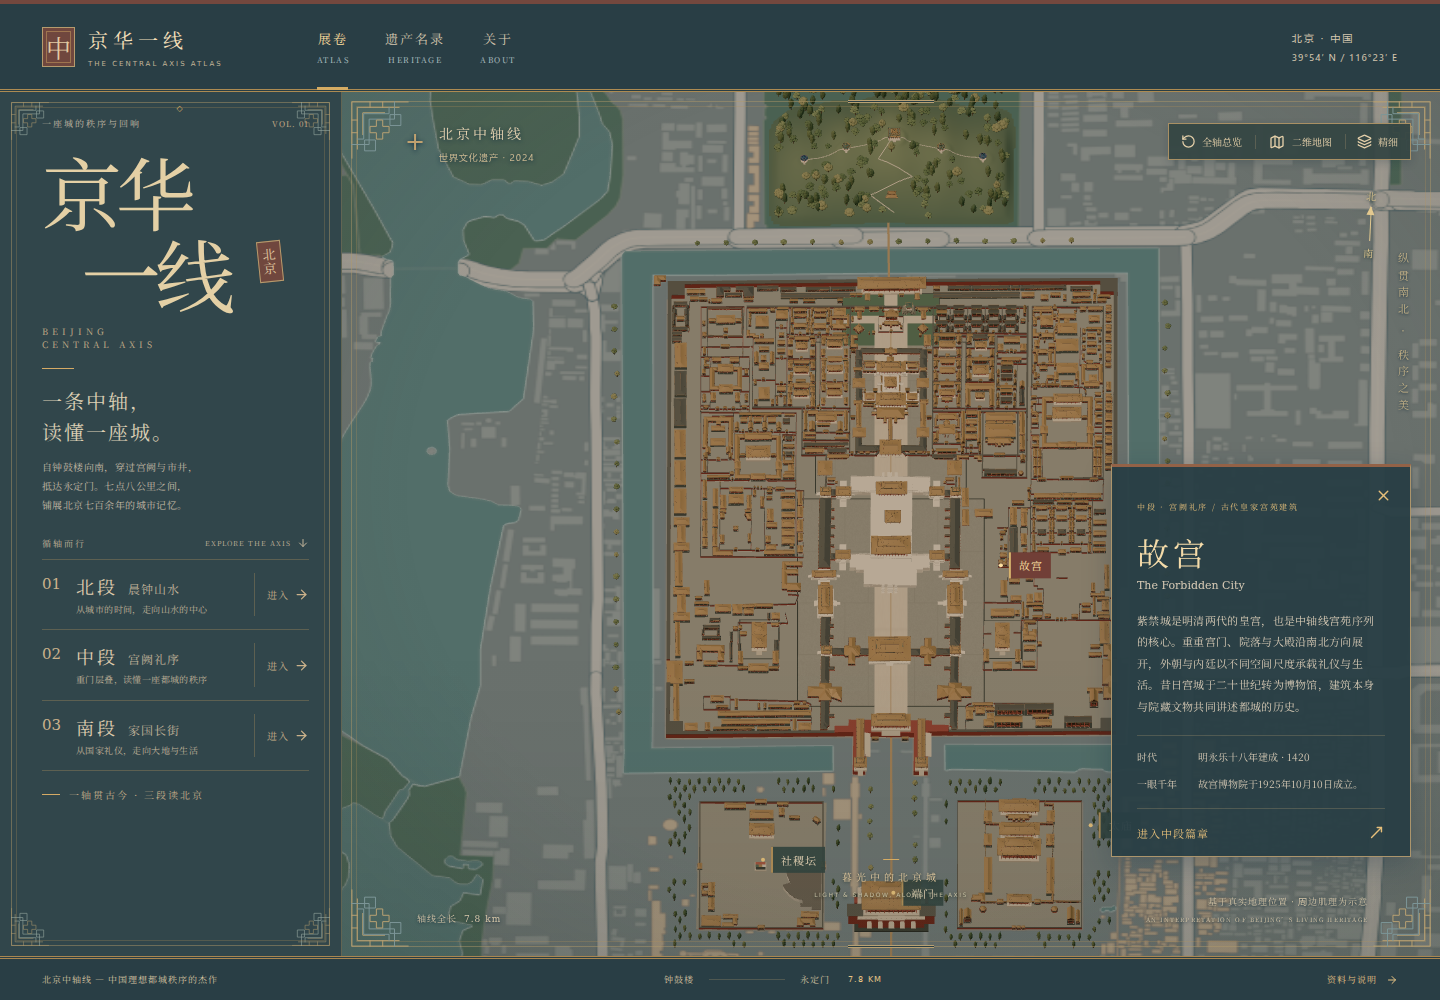 中
京华一线
THE CENTRAL AXIS ATLAS
展卷
ATLAS
遗产名录
HERITAGE
关于
ABOUT
北京 · 中国
39°54′ N / 116°23′ E
一座城的秩序与回响
VOL. 01
京华
一线
北京
BEIJING
CENTRAL AXIS
一条中轴，
读懂一座城。
自钟鼓楼向南，穿过宫阙与市井，
抵达永定门。七点八公里之间，
铺展北京七百余年的城市记忆。
循轴而行
EXPLORE THE AXIS
01
北段 晨钟山水
从城市的时间，走向山水的中心
进入
02
中段 宫阙礼序
重门层叠，读懂一座都城的秩序
进入
03
南段 家国长街
从国家礼仪，走向大地与生活
进入
一轴贯古今 · 三段读北京
北京中轴线
世界文化遗产 · 2024
全轴总览
二维地图
精细
北
南
纵贯南北 · 秩序之美
故宫
社稷坛
端门
暮光中的北京城
LIGHT & SHADOW, ALONG THE AXIS
轴线全长 7.8 km
中段 · 宫阙礼序 / 古代皇家宫苑建筑
故宫
The Forbidden City
紫禁城是明清两代的皇宫，也是中轴线宫苑序列
的核心。重重宫门、院落与大殿沿南北方向展
开，外朝与内廷以不同空间尺度承载礼仪与生
活。昔日宫城于二十世纪转为博物馆，建筑本身
与院藏文物共同讲述都城的历史。
时代 明永乐十八年建成 · 1420
一眼千年 故宫博物院于1925年10月10日成立。
进入中段篇章
基于真实地理位置 · 周边肌理为示意
AN INTERPRETATION OF BEIJING'S LIVING HERITAGE
北京中轴线 — 中国理想都城秩序的杰作
钟鼓楼
永定门
7.8 KM
资料与说明